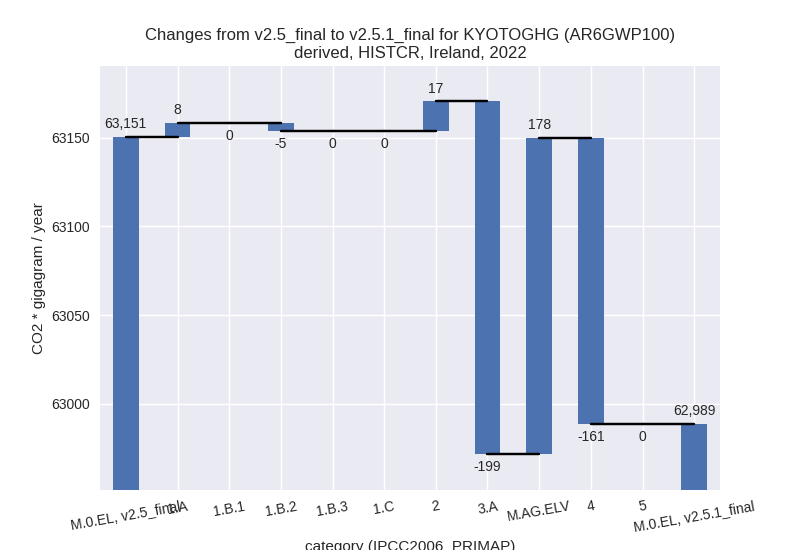 Changes from v2.5_final to v2.5.1_final for KYOTOGHG (AR6GWP100)
derived, HISTCR, Ireland, 2022
CO2 * gigagram / year
63150
63100
63050
63000
63,151
8
0
-5
0
0
17
-199
178
-161
0
62,989
M.0.EL, v2.5_final
1.A
1.B.1
1.B.2
1.B.3
1.C
2
3.A
M.AG.ELV
4
5
M.0.EL, v2.5.1_final
category (IPCC2006_PRIMAP)